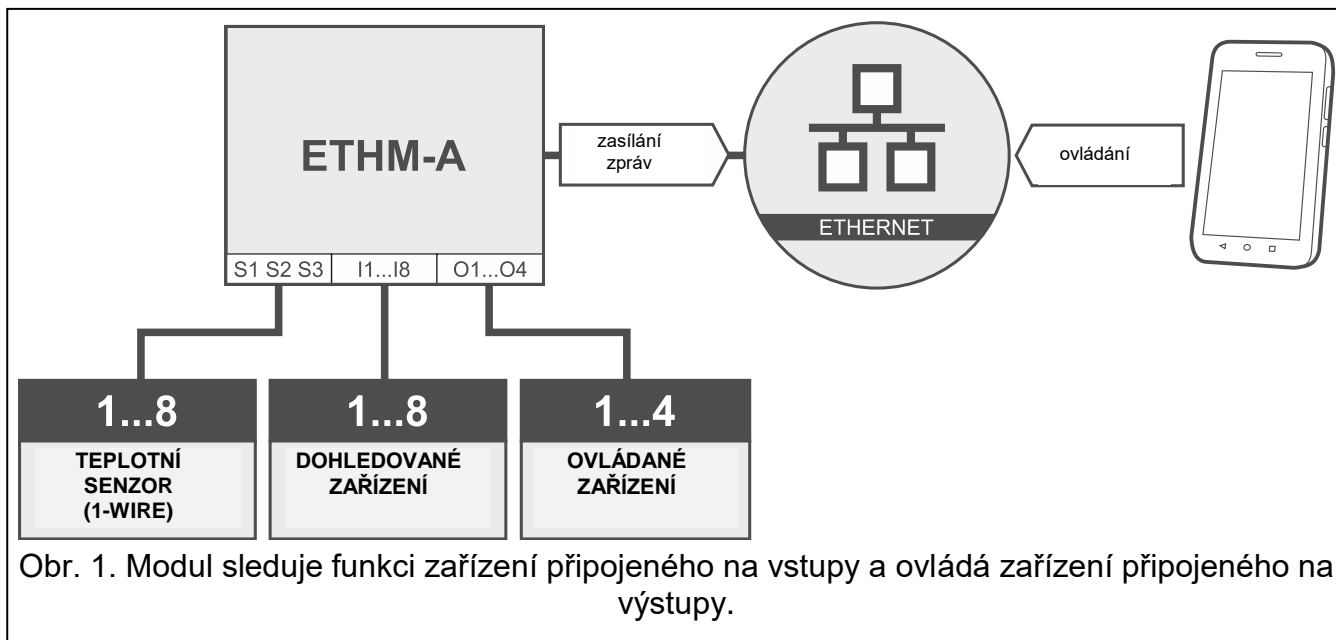 ETHM-A
S1 S2 S3 I1...I8 O1...O4
zasílání
zpráv
ETHERNET
ovládání
1...8
TEPLOTNÍ
SENZOR
(1-WIRE)
1...8
DOHLEDOVANÉ
ZAŘÍZENÍ
1...4
OVLÁDANÉ
ZAŘÍZENÍ
Obr. 1. Modul sleduje funkci zařízení připojeného na vstupy a ovládá zařízení připojeného na
výstupy.